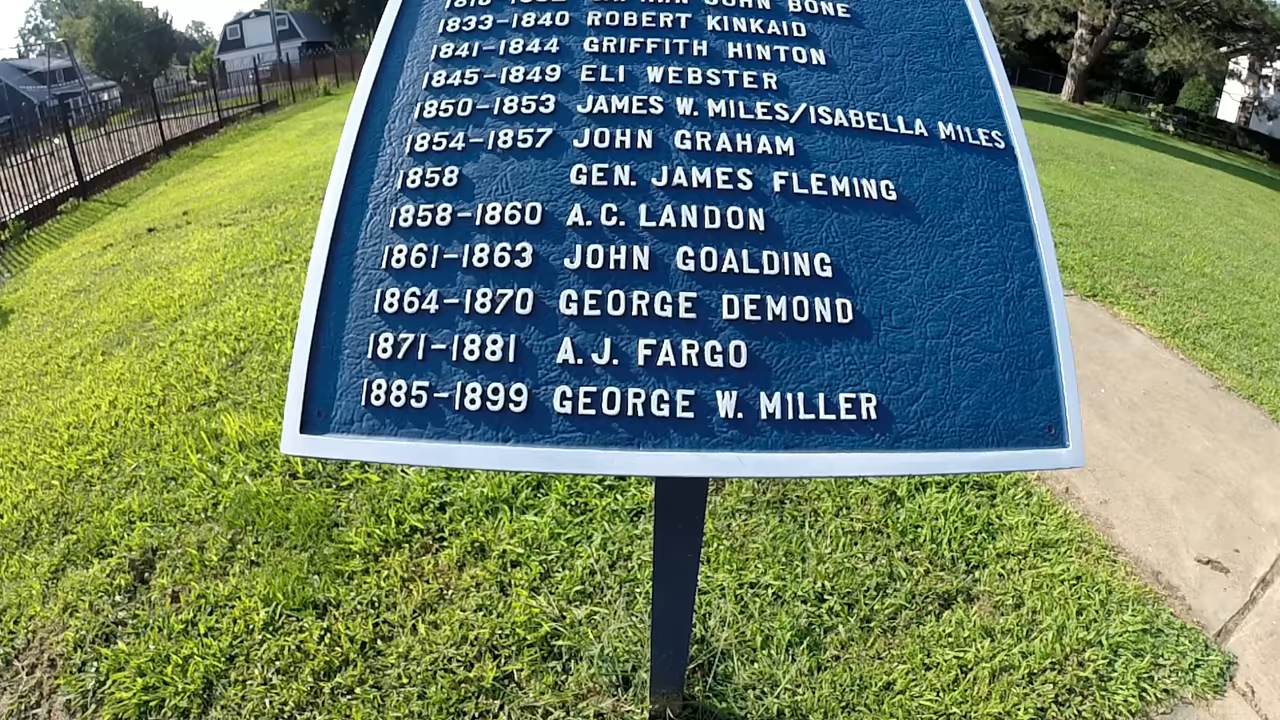 JOHN BONE
1833-1840 ROBERT KINKAID
1841-1844 GRIFFITH HINTON
1845-1849 ELI WEBSTER
1850-1853 JAMES W. MILES/ISABELLA MILES
1854-1857 JOHN GRAHAM
1858 GEN. JAMES FLEMING
1858-1860 A.C. LANDON
1861-1863 JOHN GOALDING
1864-1870 GEORGE DEMOND
1871-1881 A.J. FARGO
1885-1899 GEORGE W. MILLER